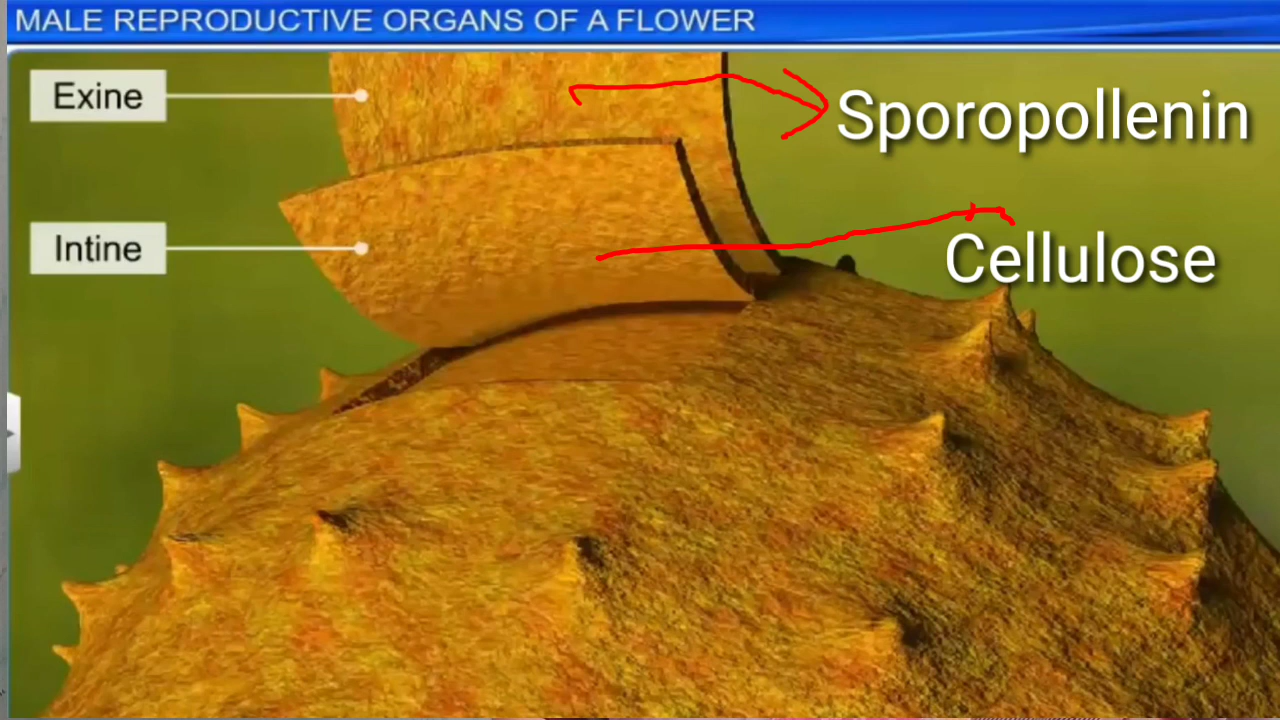 MALE REPRODUCTIVE ORGANS OF A FLOWER
Exine
Sporopollenin
Intine
Cellulose